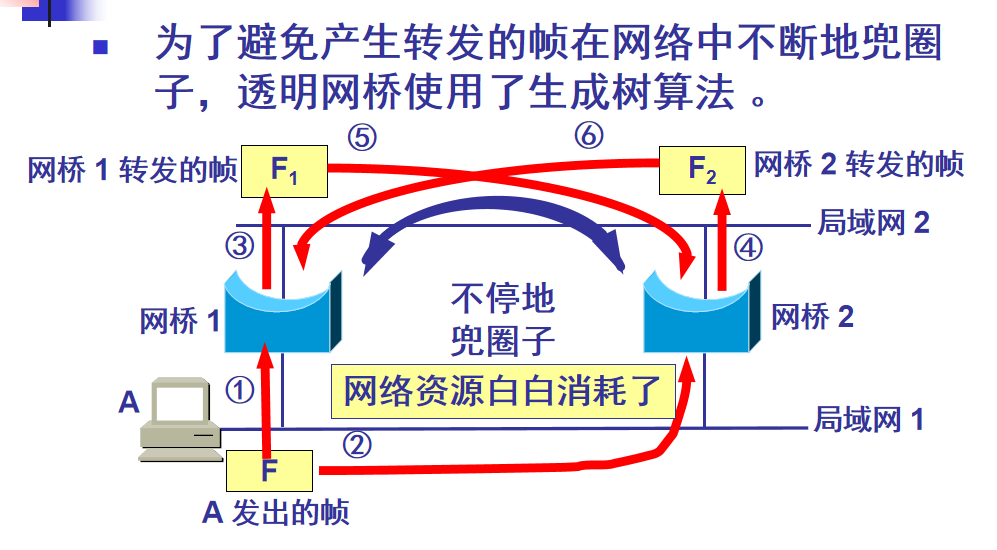 为了避免产生转发的帧在网络中不断地兜圈
子，透明网桥使用了生成树算法 。
⑤
⑥
网桥 1 转发的帧
F1
F2
网桥 2 转发的帧
局域网 2
③
④
不停地
兜圈子
网桥 1
网桥 2
网络资源白白消耗了
①
A
局域网 1
②
F
A 发出的帧